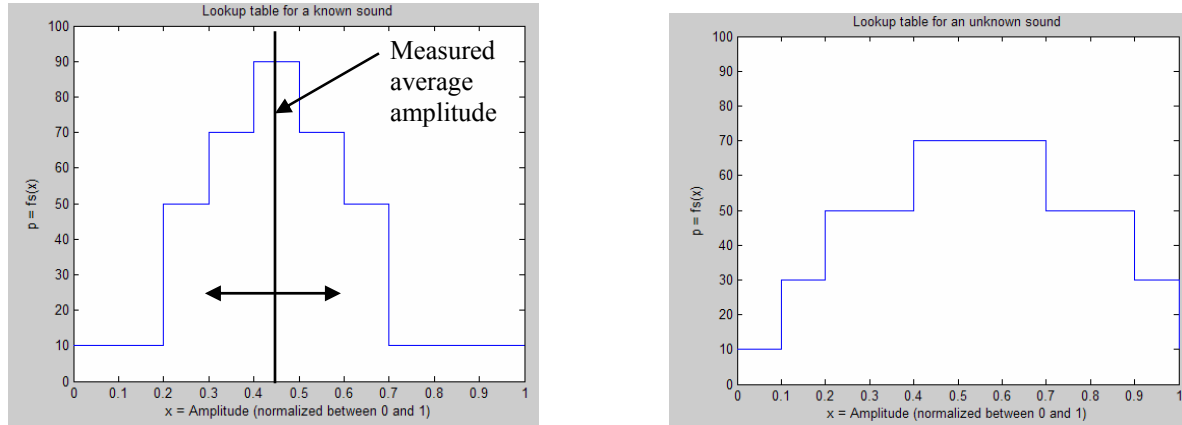 Lookup table for a known sound
100
90
80
70
60
50
40
30
20
10
0
p = fs(x)
Measured
average
amplitude
0 0.1 0.2 0.3 0.4 0.5 0.6 0.7 0.8 0.9 1
x = Amplitude (normalized between 0 and 1)
Lookup table for an unknown sound
100
90
80
70
60
50
40
30
20
10
0
p = fs(x)
0 0.1 0.2 0.3 0.4 0.5 0.6 0.7 0.8 0.9 1
x = Amplitude (normalized between 0 and 1)